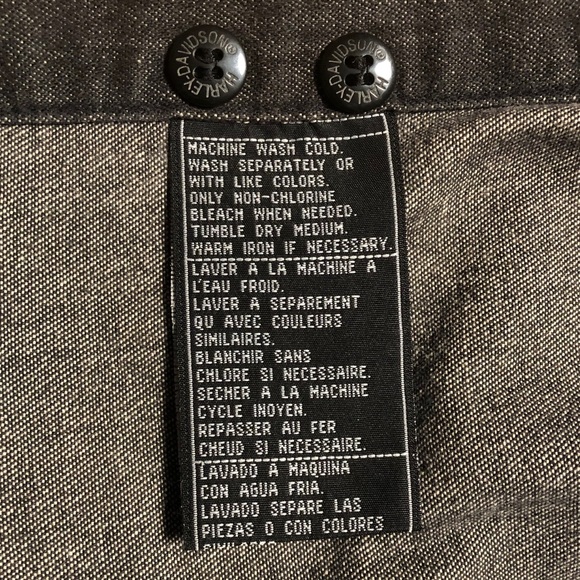 HARLEY-DAVIDSON®
HARLEY-DAVIDSON®
MACHINE WASH COLD.
WASH SEPARATELY OR
WITH LIKE COLORS.
ONLY NON-CHLORINE
BLEACH WHEN NEEDED.
TUMBLE DRY MEDIUM.
WARM IRON IF NECESSARY.
LAVER A LA MACHINE A
L'EAU FROID.
LAVER A SEPAREMENT
QU AVEC COULEURS
SIMILAIRES.
BLANCHIR SANS
CHLORE SI NECESSAIRE.
SECHER A LA MACHINE
CYCLE INOYEN.
REPASSER AU FER
CHEUD SI NECESSAIRE.
LAVADO A MAQUINA
CON AGUA FRIA.
LAVADO SEPARE LAS
PIEZAS O CON COLORES